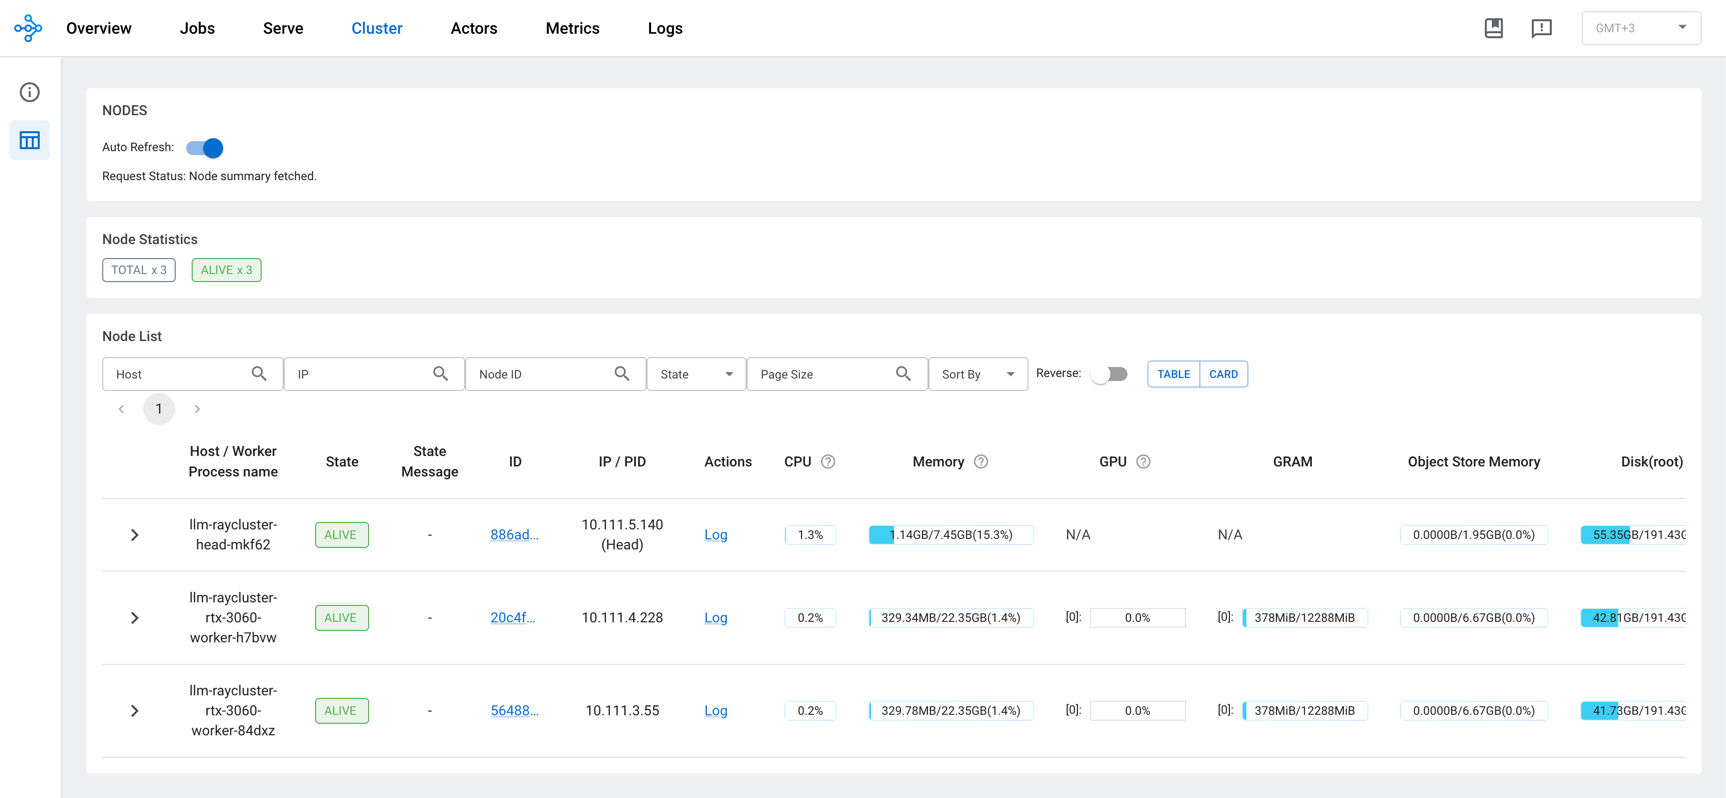 Overview Jobs Serve Cluster Actors Metrics Logs GMT+3
NODES
Auto Refresh:
Request Status: Node summary fetched.
Node Statistics
TOTAL x 3 ALIVE x 3
Node List
Host IP Node ID State Page Size Sort By Reverse: TABLE CARD
1
Host / Worker
Process name
State
State
Message
ID IP / PID Actions CPU Memory GPU GRAM Object Store Memory Disk(root)
llm-raycluster-
head-mkf62
ALIVE - 886ad...
10.111.5.140
(Head)
Log 1.3% 1.14GB/7.45GB(15.3%) N/A N/A 0.0000B/1.95GB(0.0%) 55.35GB/191.43G
llm-raycluster-
rtx-3060-
worker-h7bvw
ALIVE - 20c4f... 10.111.4.228 Log 0.2% 329.34MB/22.35GB(1.4%) [0]: 0.0% [0]: 378MiB/12288MiB 0.0000B/6.67GB(0.0%) 42.81GB/191.43G
llm-raycluster-
rtx-3060-
worker-84dxz
ALIVE - 56488... 10.111.3.55 Log 0.2% 329.78MB/22.35GB(1.4%) [0]: 0.0% [0]: 378MiB/12288MiB 0.0000B/6.67GB(0.0%) 41.73GB/191.43G